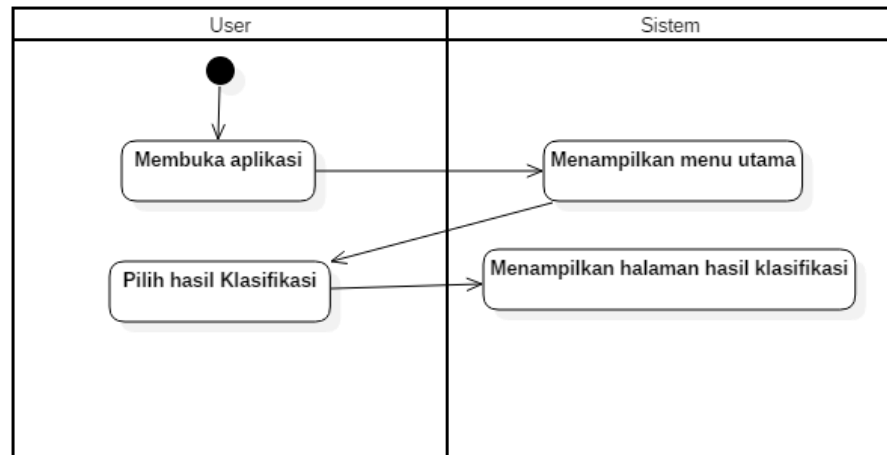 User
Sistem
Membuka aplikasi
Menampilkan menu utama
Pilih hasil Klasifikasi
Menampilkan halaman hasil klasifikasi